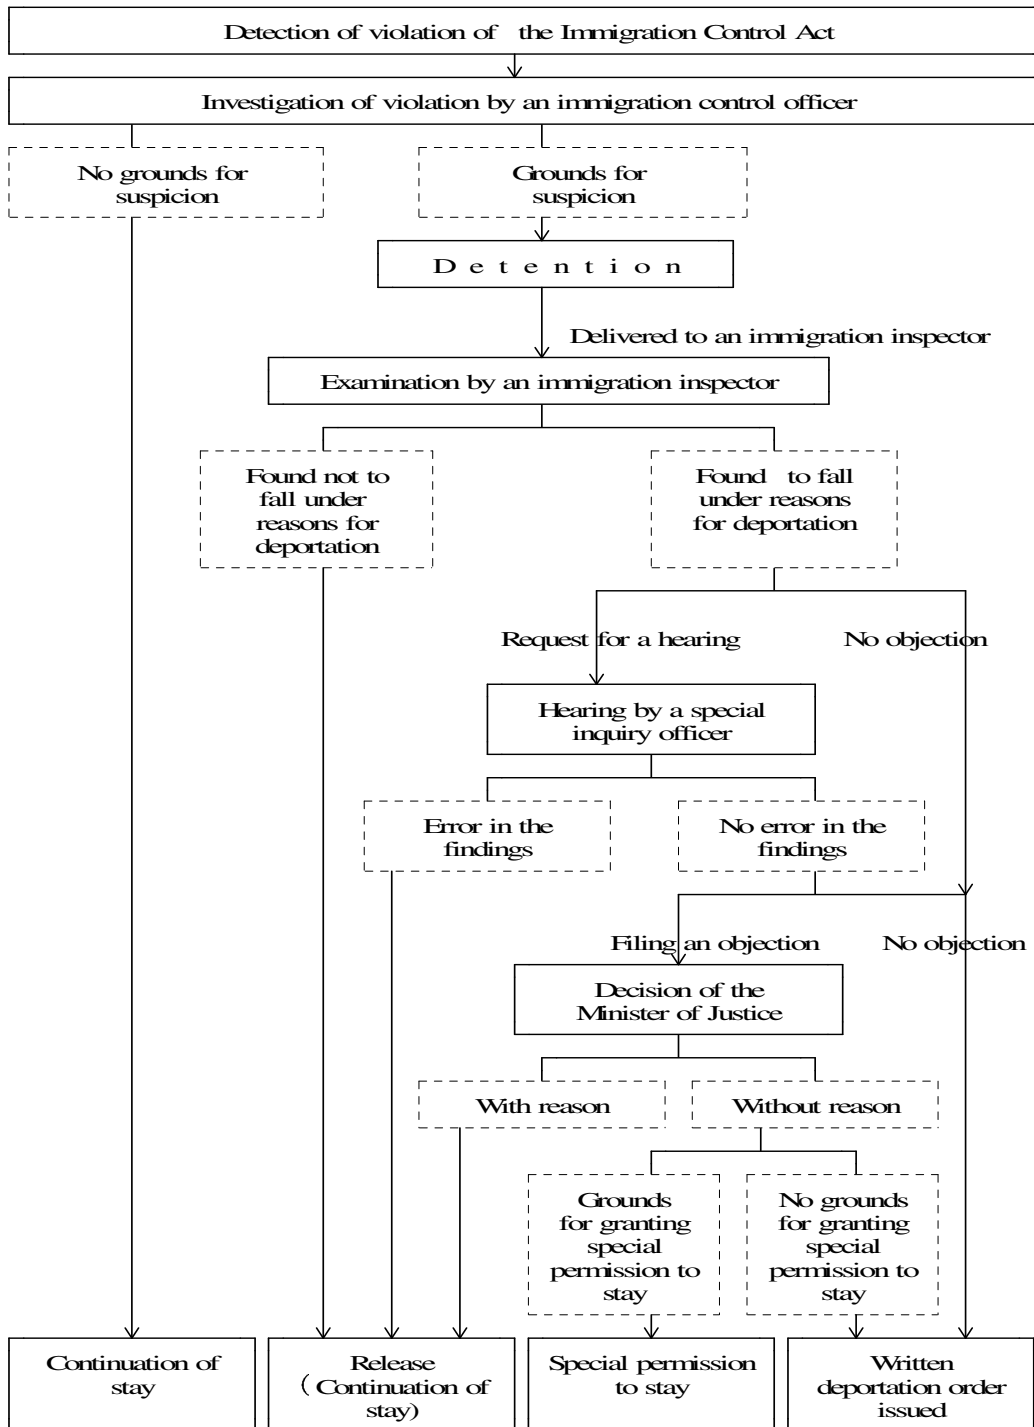 Detection of violation of the Immigration Control Act
Investigation of violation by an immigration control officer
No grounds for
suspicion
Grounds for
suspicion
Detention
Delivered to an immigration inspector
Examination by an immigration inspector
Found not to
fall under
reasons for
deportation
Found to fall
under reasons
for deportation
Request for a hearing
No objection
Hearing by a special
inquiry officer
Error in the
findings
No error in the
findings
Filing an objection
No objection
Decision of the
Minister of Justice
With reason
Without reason
Grounds
for granting
special
permission to
stay
No grounds
for granting
special
permission to
stay
Continuation of
stay
Release
（Continuation of
stay)
Special permission
to stay
Written
deportation order
issued